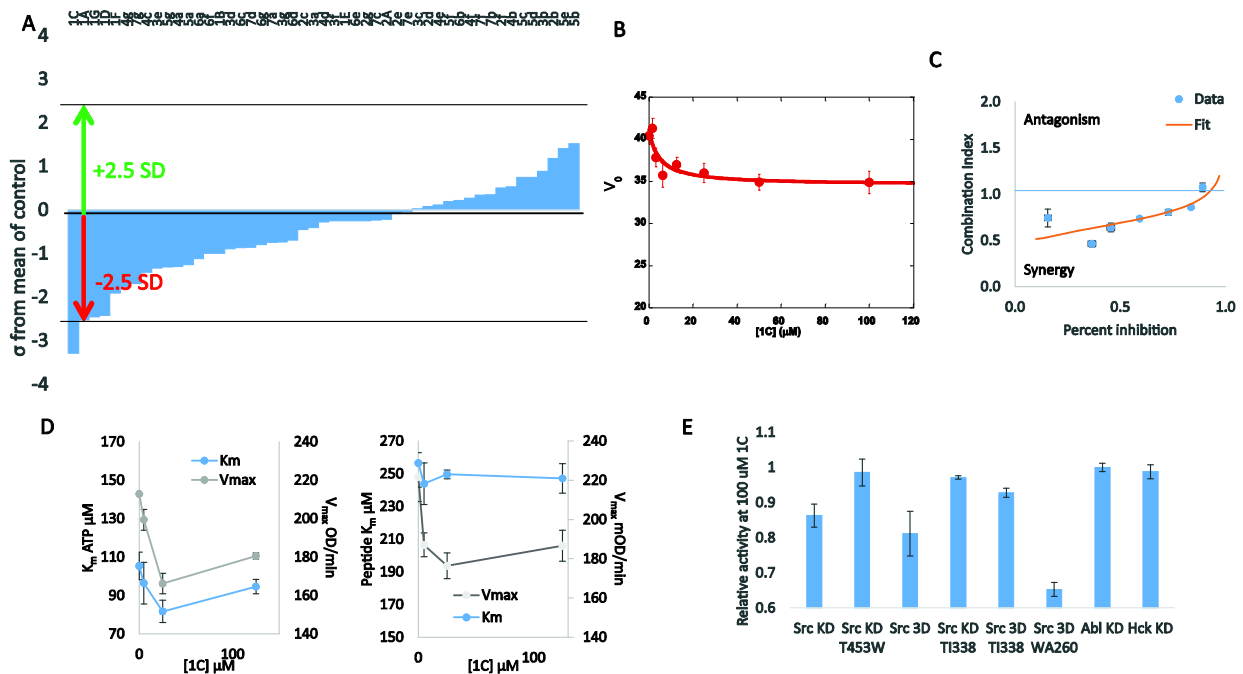 A
4
3
2
1
0
-1
-2
-3
-4
σ from mean of control
+2.5 SD
-2.5 SD
1C
1A
1G
1D
1F
B
45
40
35
30
25
20
V0
0 20 40 60 80 100 120
[1C] (μM)
C
2.0
1.5
1.0
0.5
0.0
Combination Index
Antagonism
Synergy
Data
Fit
0.0 0.5 1.0
Percent inhibition
D
170
150
130
110
90
70
Km ATP μM
Km
Vmax
240
220
200
180
160
140
Vmax OD/min
0 100
[1C] μM
270
250
230
210
190
170
150
Peptide Km μM
Vmax
Km
240
220
200
180
160
140
Vmax mOD/min
0 100
[1C] μM
E
1.1
1
0.9
0.8
0.7
0.6
Relative activity at 100 uM 1C
Src KD Src KD Src 3D Src KD Src 3D Src 3D Abl KD Hck KD
T453W TI338 TI338 WA260